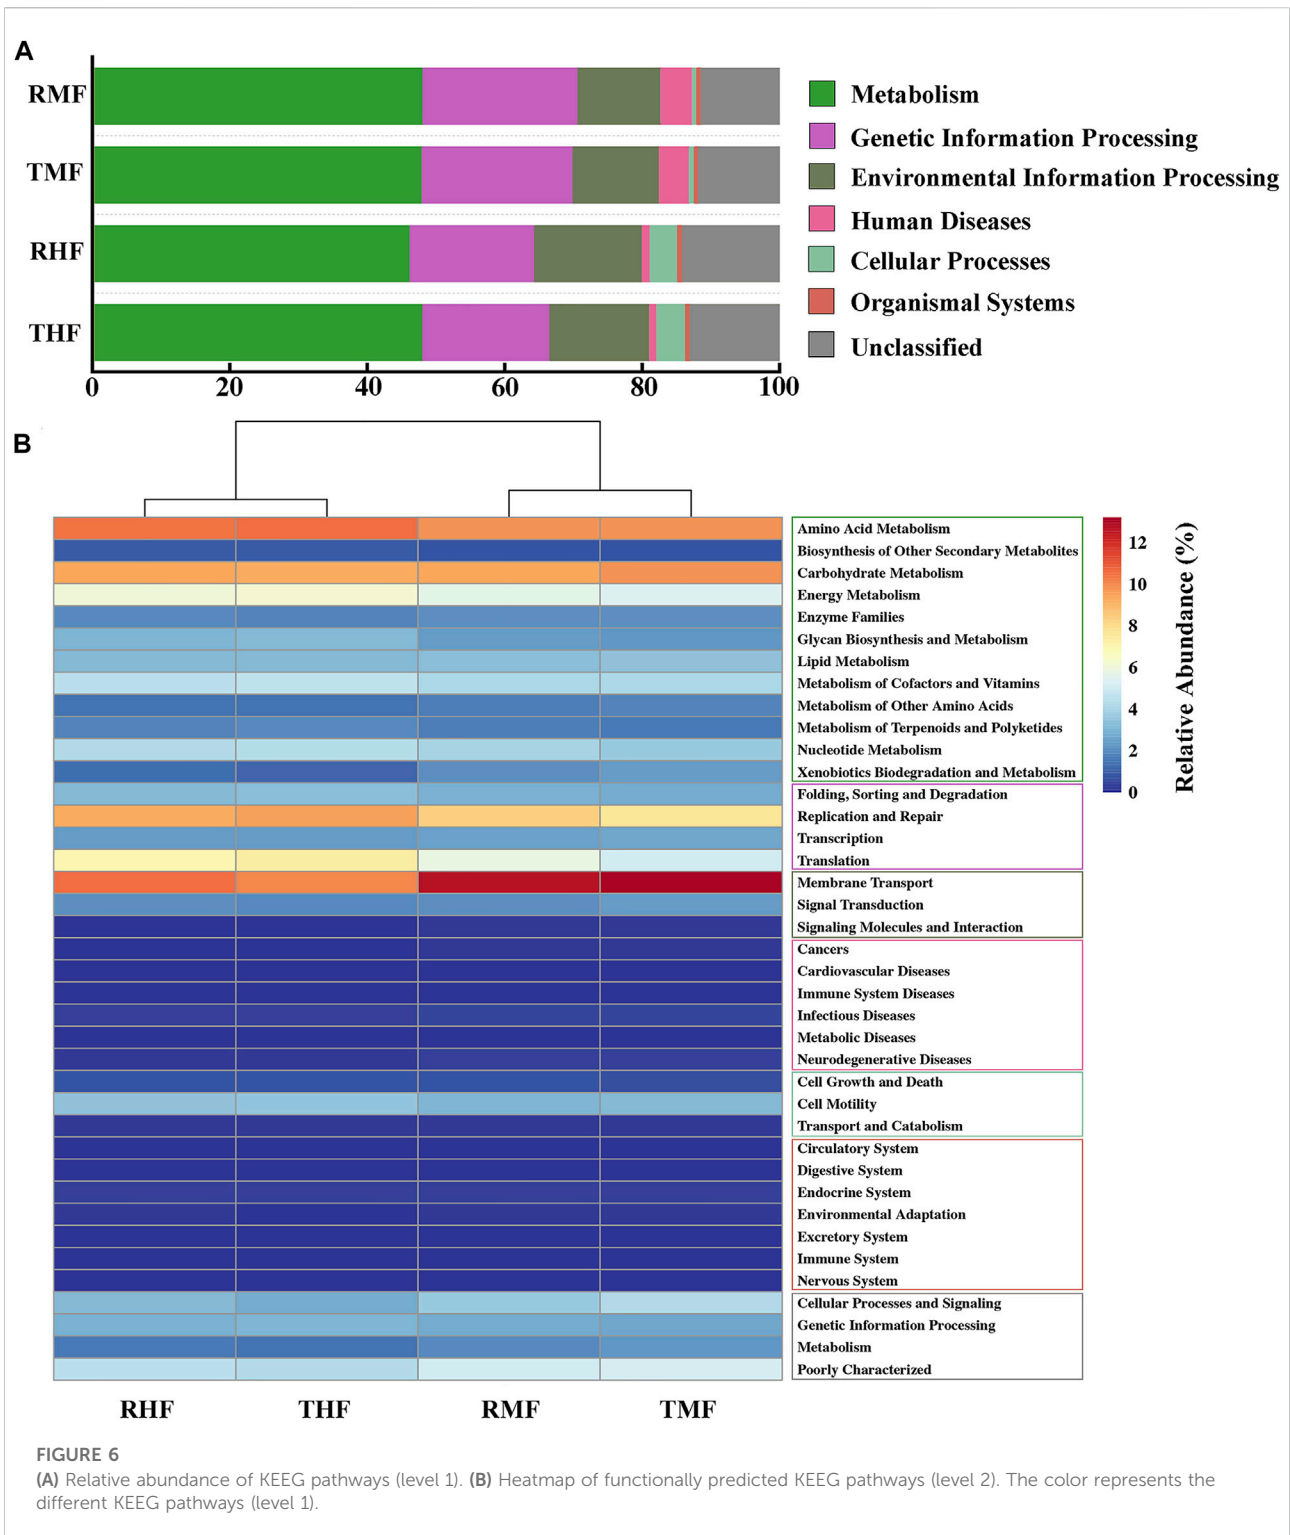 A
RMF
TMF
RHF
THF
0 20 40 60 80 100
Metabolism
Genetic Information Processing
Environmental Information Processing
Human Diseases
Cellular Processes
Organismal Systems
Unclassified
B
Amino Acid Metabolism
Biosynthesis of Other Secondary Metabolites
Carbohydrate Metabolism
Energy Metabolism
Enzyme Families
Glycan Biosynthesis and Metabolism
Lipid Metabolism
Metabolism of Cofactors and Vitamins
Metabolism of Other Amino Acids
Metabolism of Terpenoids and Polyketides
Nucleotide Metabolism
Xenobiotics Biodegradation and Metabolism
Folding, Sorting and Degradation
Replication and Repair
Transcription
Translation
Membrane Transport
Signal Transduction
Signaling Molecules and Interaction
Cancers
Cardiovascular Diseases
Immune System Diseases
Infectious Diseases
Metabolic Diseases
Neurodegenerative Diseases
Cell Growth and Death
Cell Motility
Transport and Catabolism
Circulatory System
Digestive System
Endocrine System
Environmental Adaptation
Excretory System
Immune System
Nervous System
Cellular Processes and Signaling
Genetic Information Processing
Metabolism
Poorly Characterized
12
10
8
6
4
2
0
Relative Abundance (%)
RHF THF RMF TMF
FIGURE 6
(A) Relative abundance of KEEG pathways (level 1). (B) Heatmap of functionally predicted KEEG pathways (level 2). The color represents the
different KEEG pathways (level 1).